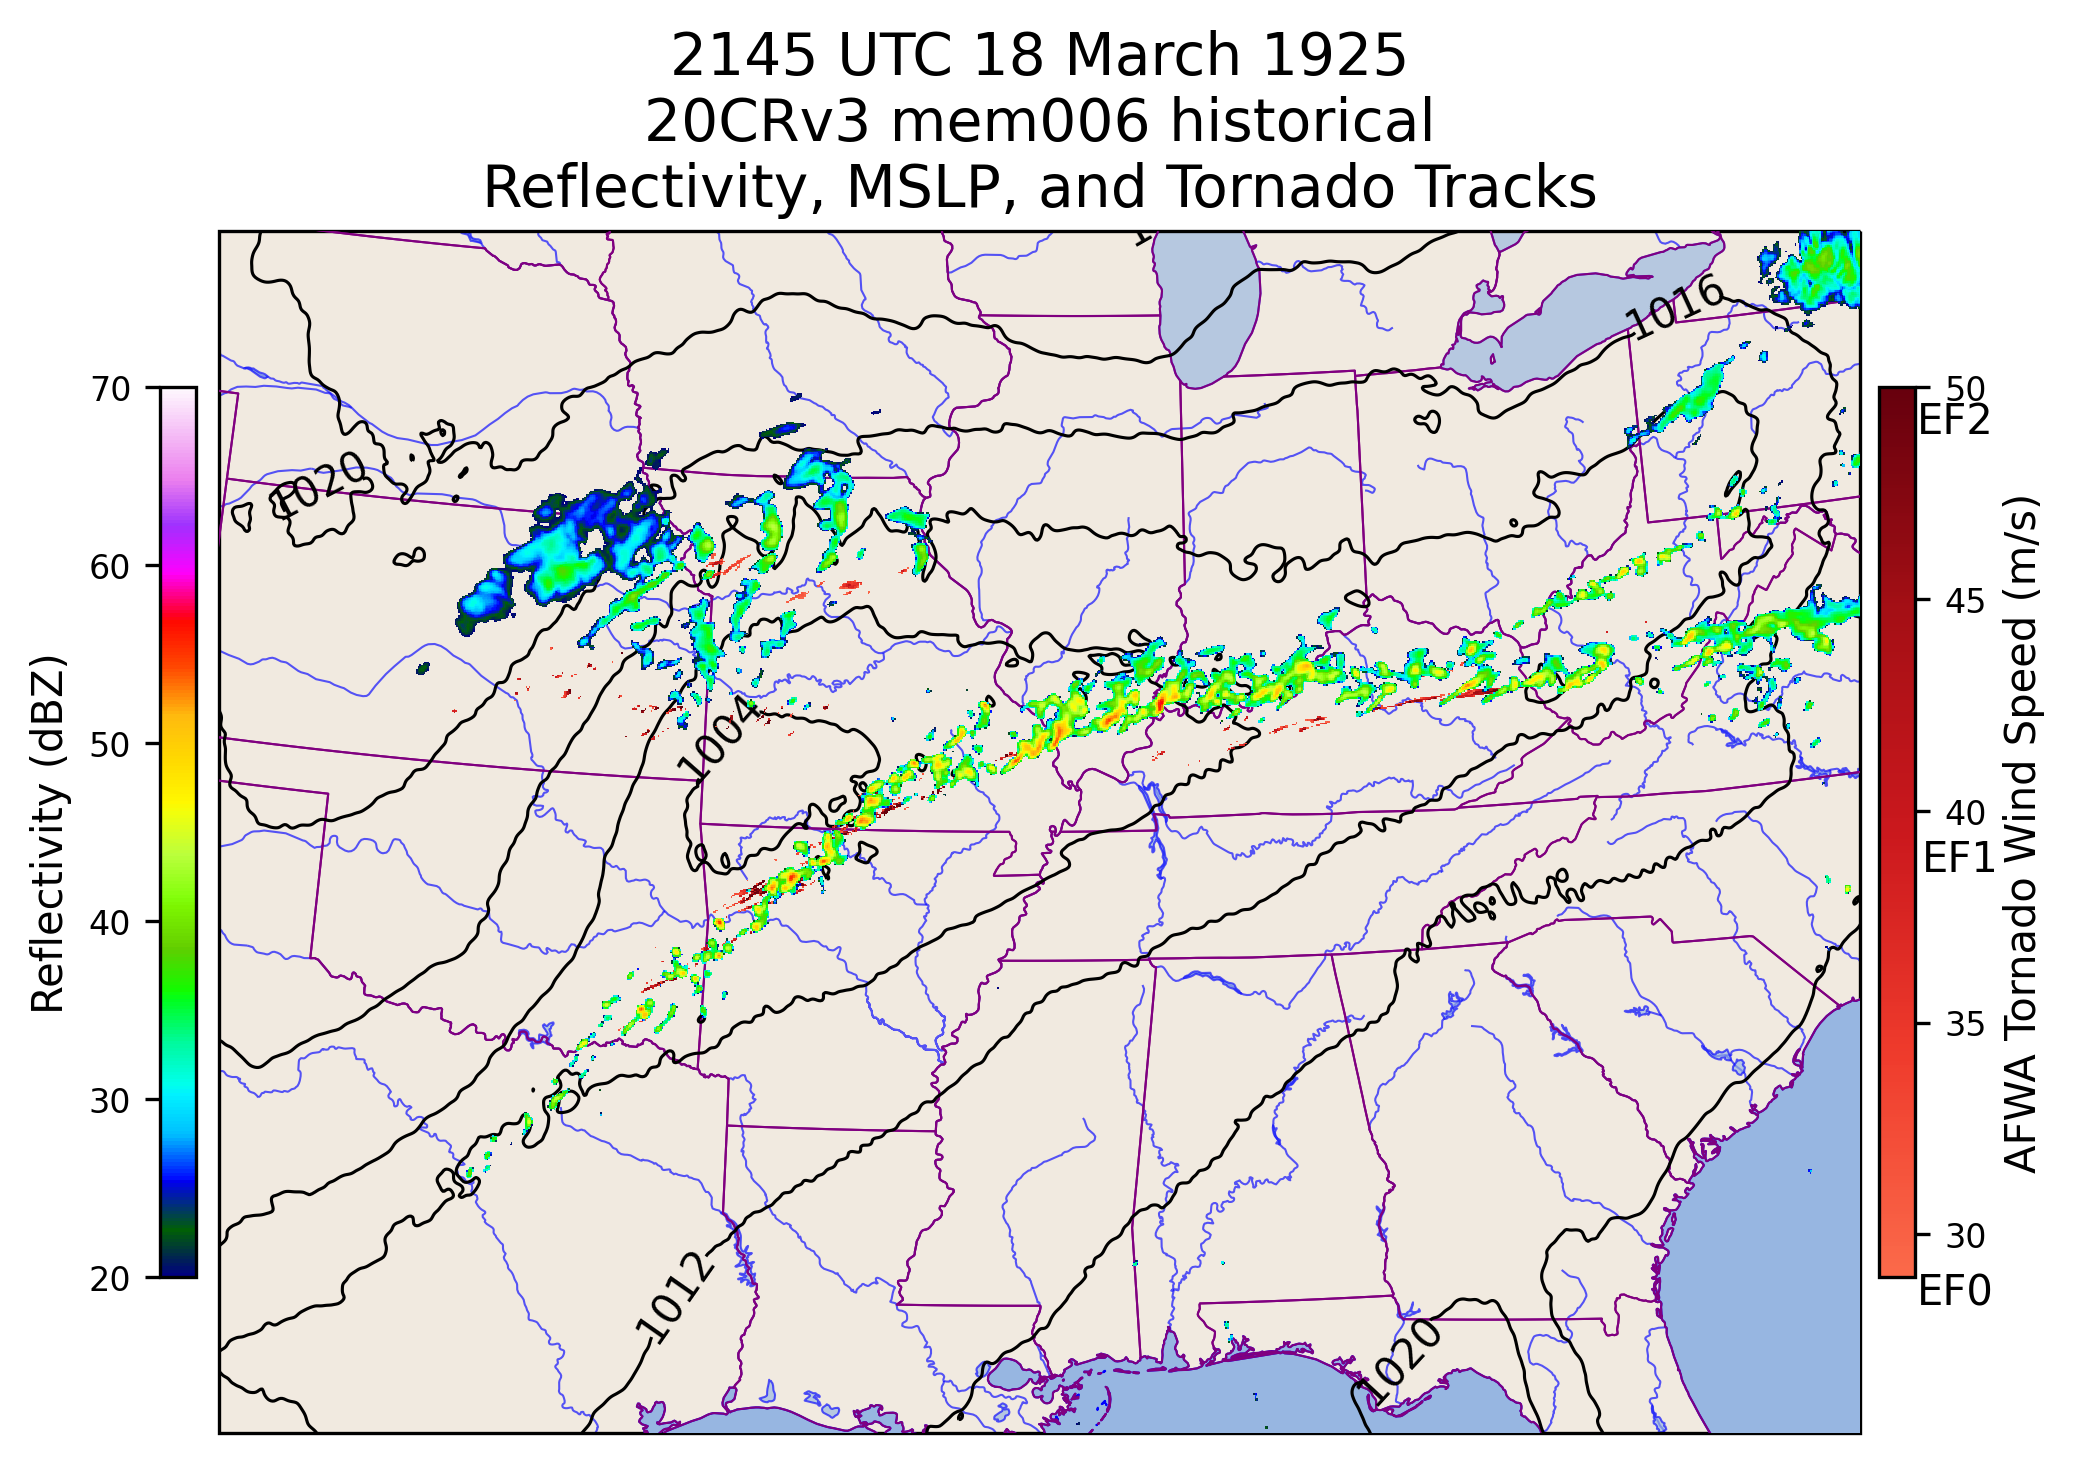 2145 UTC 18 March 1925
20CRv3 mem006 historical
Reflectivity, MSLP, and Tornado Tracks
1016
1020
1004
1012
1020
70
60
50
40
30
20
Reflectivity (dBZ)
50
EF2
45
40
EF1
35
30
EF0
AFWA Tornado Wind Speed (m/s)